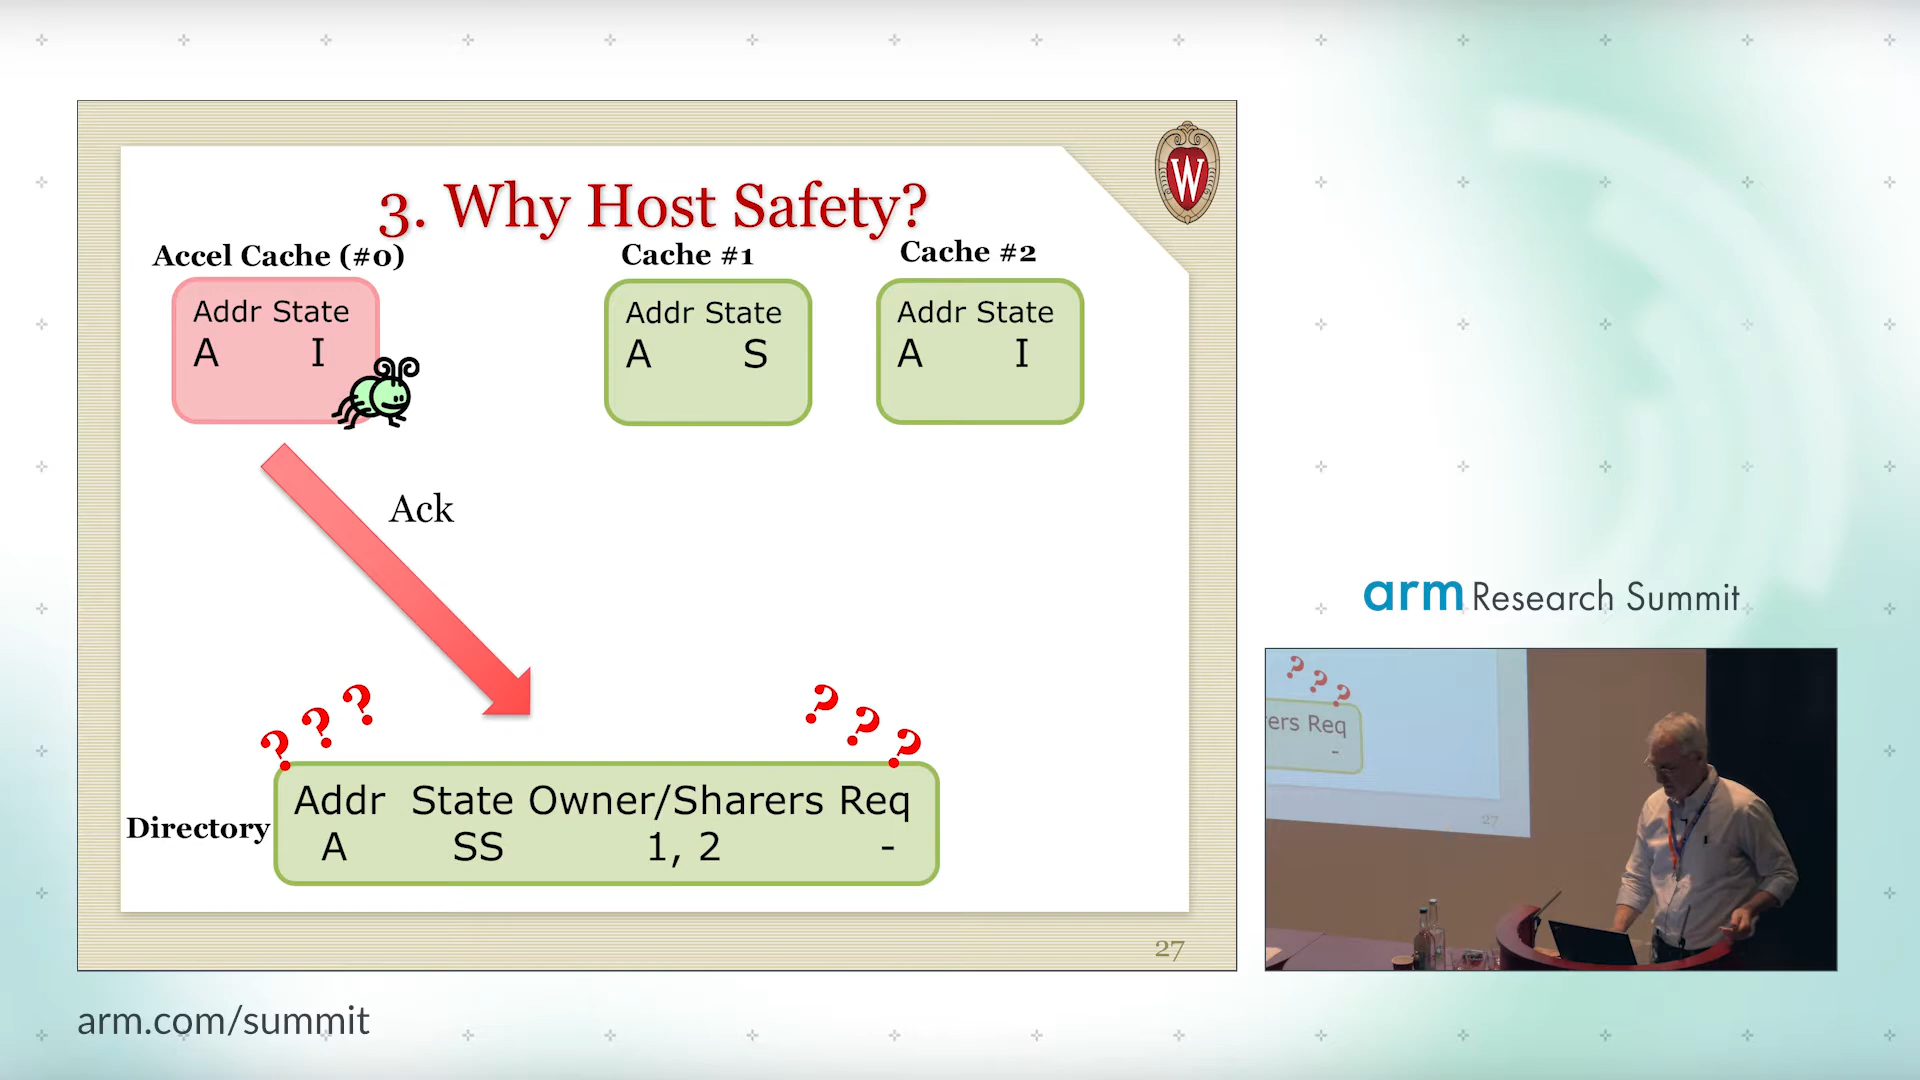 3. Why Host Safety?
Accel Cache (#0)
Cache #1
Cache #2
Addr State
A I
Addr State
A S
Addr State
A I
Ack
? ? ?
? ? ?
Directory
Addr State Owner/Sharers Req
A SS 1, 2 -
27
W
arm Research Summit
? ? ?
ers Req
-
27
arm.com/summit